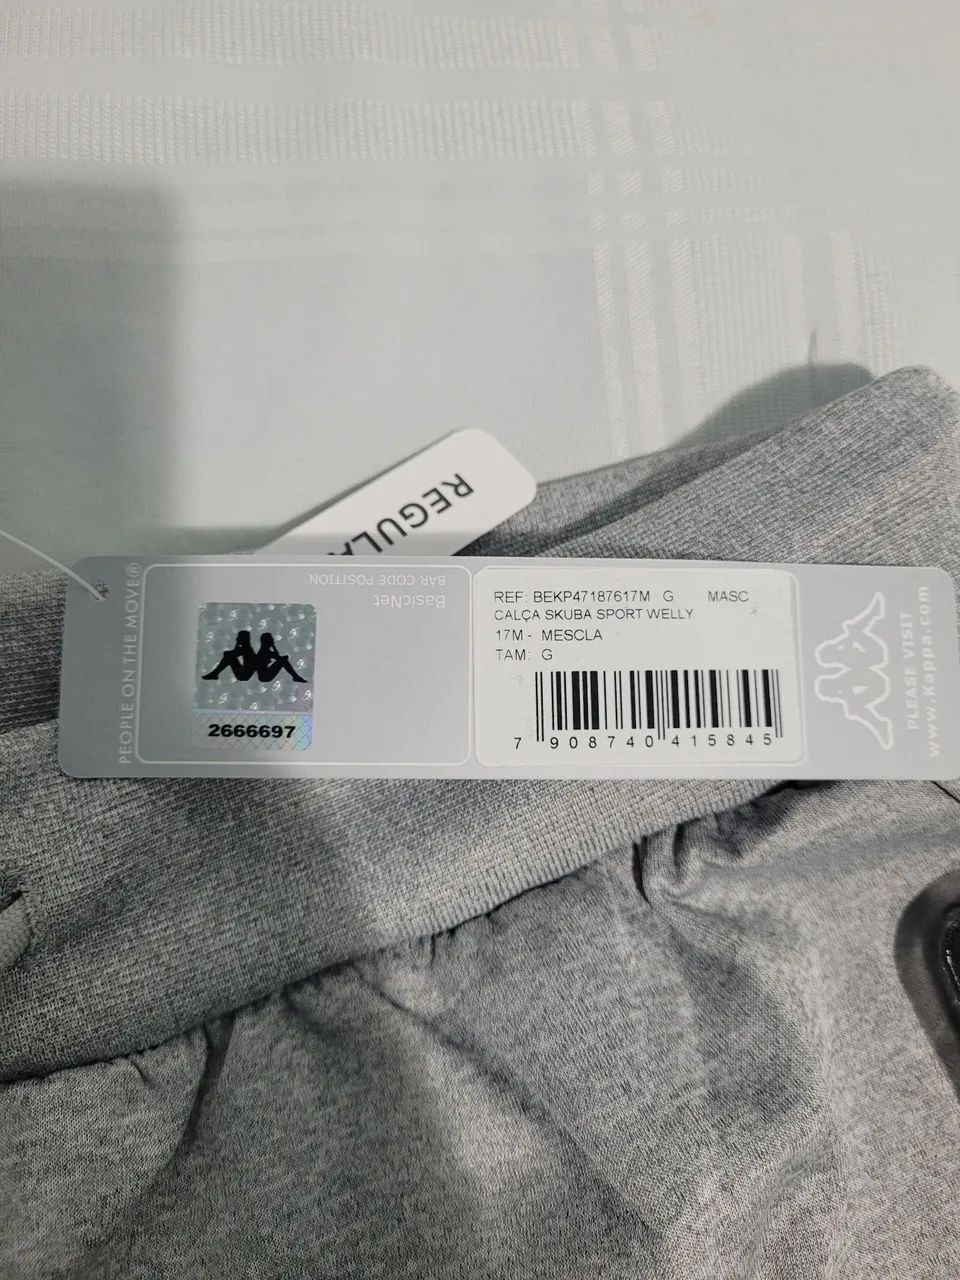 REGULA
PEOPLE ON THE MOVE®
BasicNet
BAR CODE POSITION
2666697
REF: BEKP47187617M G MASC
CALÇA SKUBA SPORT WELLY
17M - MESCLA
TAM: G
7 908740 415845
PLEASE VISIT
www.Kappa.com